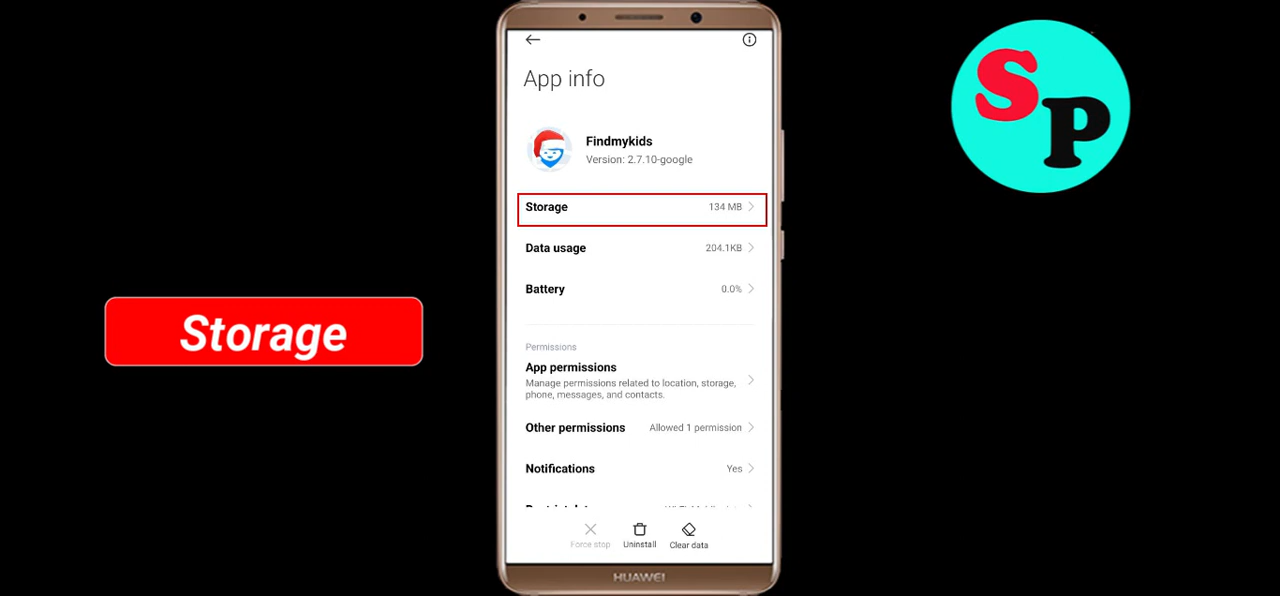 SP
App info
Findmykids
Version: 2.7.10-google
Storage 134 MB
Data usage 204.1KB
Battery 0.0%
Storage
Permissions
App permissions
Manage permissions related to location, storage,
phone, messages, and contacts.
Other permissions Allowed 1 permission
Notifications Yes
Force stop Uninstall Clear data
HUAWEI